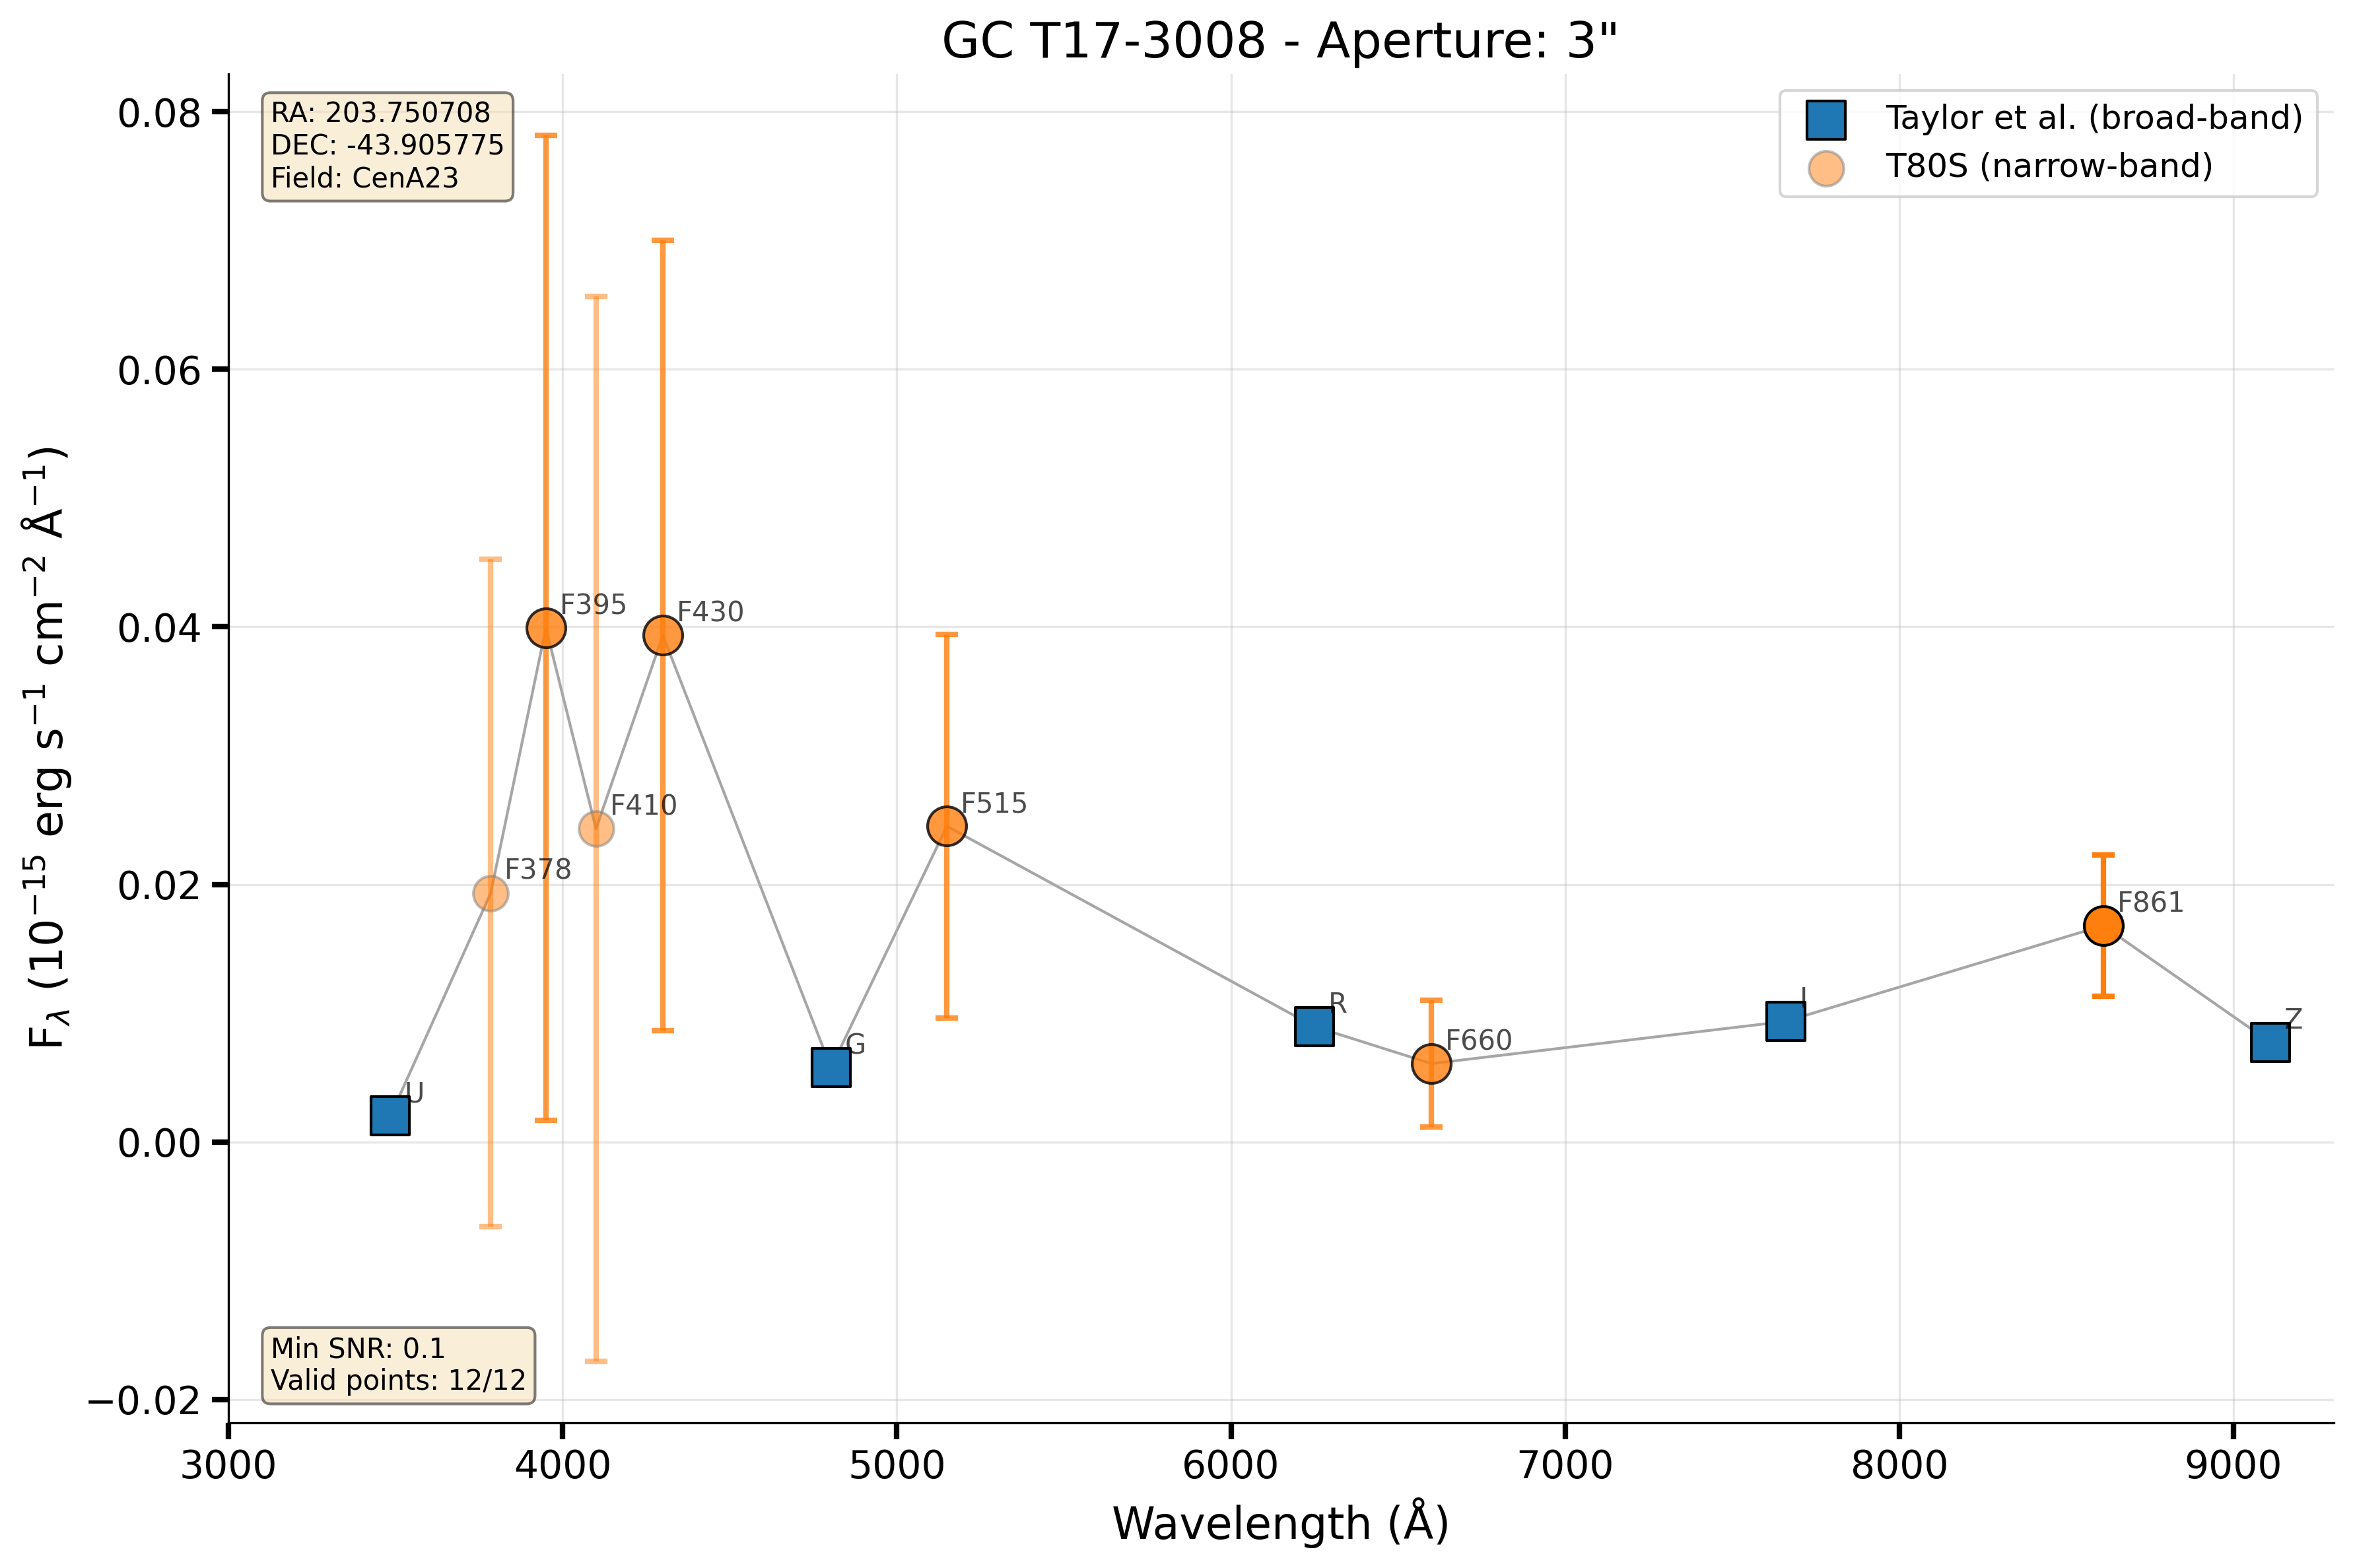 GC T17-3008 - Aperture: 3"
RA: 203.750708
DEC: -43.905775
Field: CenA23
Taylor et al. (broad-band)
T80S (narrow-band)
0.08
0.06
0.04
0.02
0.00
−0.02
F_λ (10⁻¹⁵ erg s⁻¹ cm⁻² Å⁻¹)
U
F378
F395
F410
F430
G
F515
R
F660
I
F861
Z
Min SNR: 0.1
Valid points: 12/12
3000
4000
5000
6000
7000
8000
9000
Wavelength (Å)